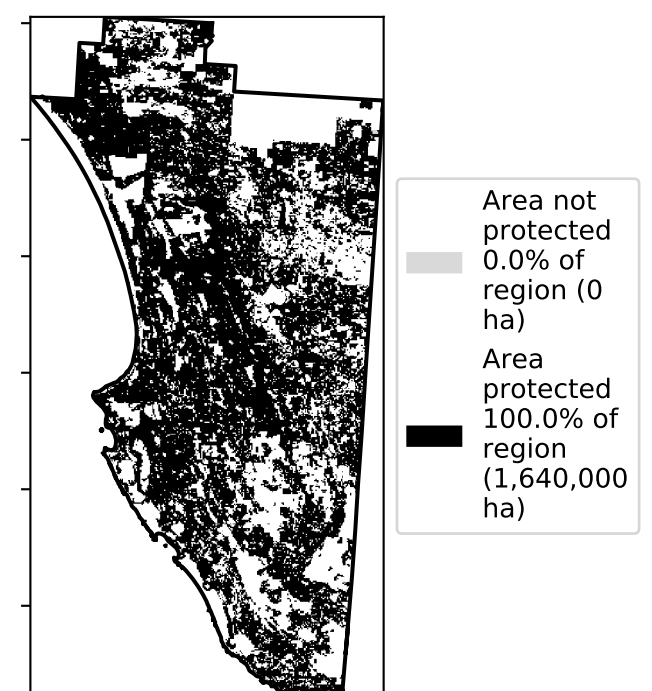 Area not
protected
0.0% of
region (0
ha)
Area
protected
100.0% of
region
(1,640,000
ha)